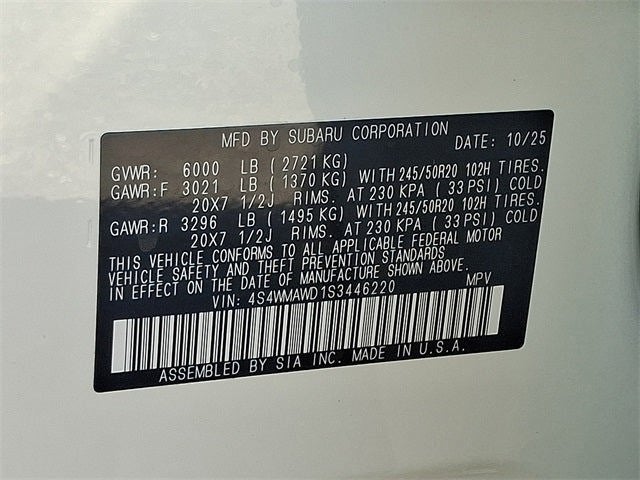 MFD BY SUBARU CORPORATION DATE: 10/25
GVWR: 6000 LB (2721 KG)
GAWR:F 3021 LB (1370 KG) WITH 245/50R20 102H TIRES.
20X7 1/2J RIMS. AT 230 KPA (33 PSI) COLD
GAWR:R 3296 LB (1495 KG) WITH 245/50R20 102H TIRES.
20X7 1/2J RIMS. AT 230 KPA (33 PSI) COLD
THIS VEHICLE CONFORMS TO ALL APPLICABLE FEDERAL MOTOR
VEHICLE SAFETY AND THEFT PREVENTION STANDARDS
IN EFFECT ON THE DATE OF MANUFACTURE SHOWN ABOVE.
VIN: 4S4WMAWD1S3446220 MPV
ASSEMBLED BY SIA INC. MADE IN U.S.A.